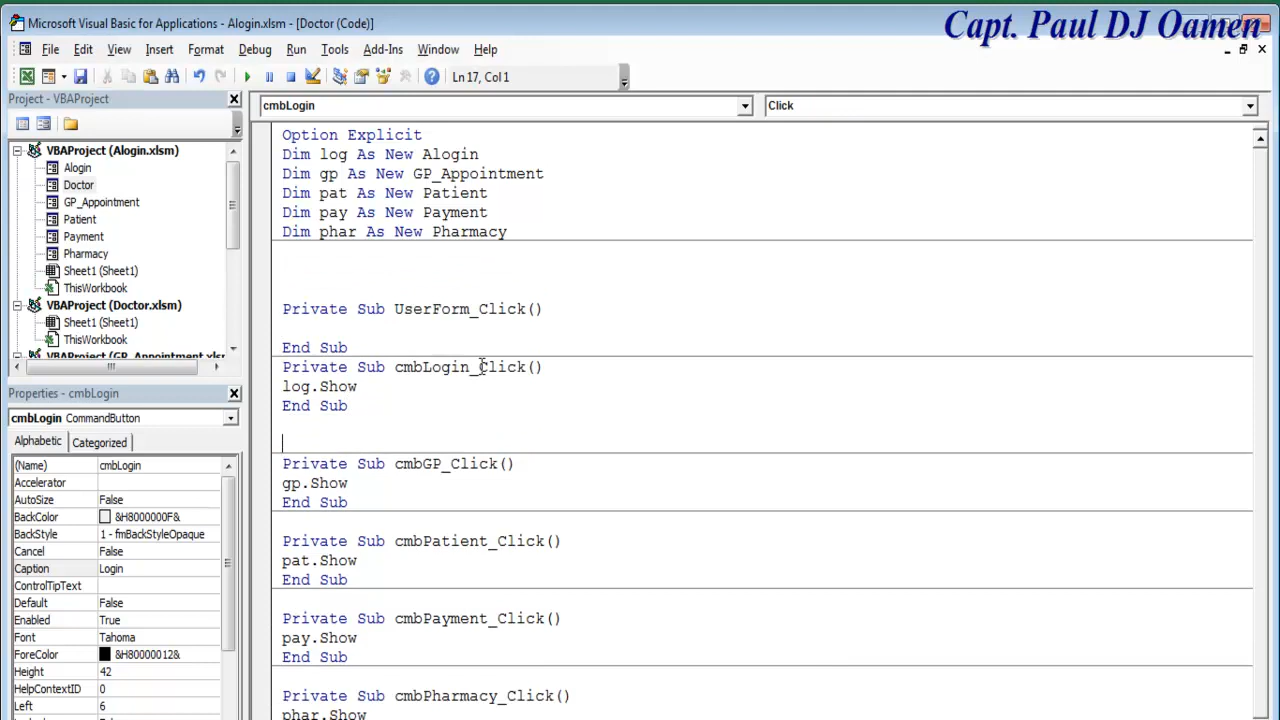 Microsoft Visual Basic for Applications - Alogin.xlsm - [Doctor (Code)]
Capt. Paul DJ Oamen
File Edit View Insert Format Debug Run Tools Add-Ins Window Help
Ln 17, Col 1
Project - VBAProject
VBAProject (Alogin.xlsm)
Alogin
Doctor
GP_Appointment
Patient
Payment
Pharmacy
Sheet1 (Sheet1)
ThisWorkbook
VBAProject (Doctor.xlsm)
Sheet1 (Sheet1)
ThisWorkbook
VBAProject (GP_Appointment.xlsr
Properties - cmbLogin
cmbLogin CommandButton
Alphabetic Categorized
(Name) cmbLogin
Accelerator
AutoSize False
BackColor &H8000000F&
BackStyle 1 - fmBackStyleOpaque
Cancel False
Caption Login
ControlTipText
Default False
Enabled True
Font Tahoma
ForeColor &H80000012&
Height 42
HelpContextID 0
Left 6
cmbLogin Click
Option Explicit
Dim log As New Alogin
Dim gp As New GP_Appointment
Dim pat As New Patient
Dim pay As New Payment
Dim phar As New Pharmacy
Private Sub UserForm_Click()
End Sub
Private Sub cmbLogin_Click()
log.Show
End Sub
Private Sub cmbGP_Click()
gp.Show
End Sub
Private Sub cmbPatient_Click()
pat.Show
End Sub
Private Sub cmbPayment_Click()
pay.Show
End Sub
Private Sub cmbPharmacy_Click()
phar.Show